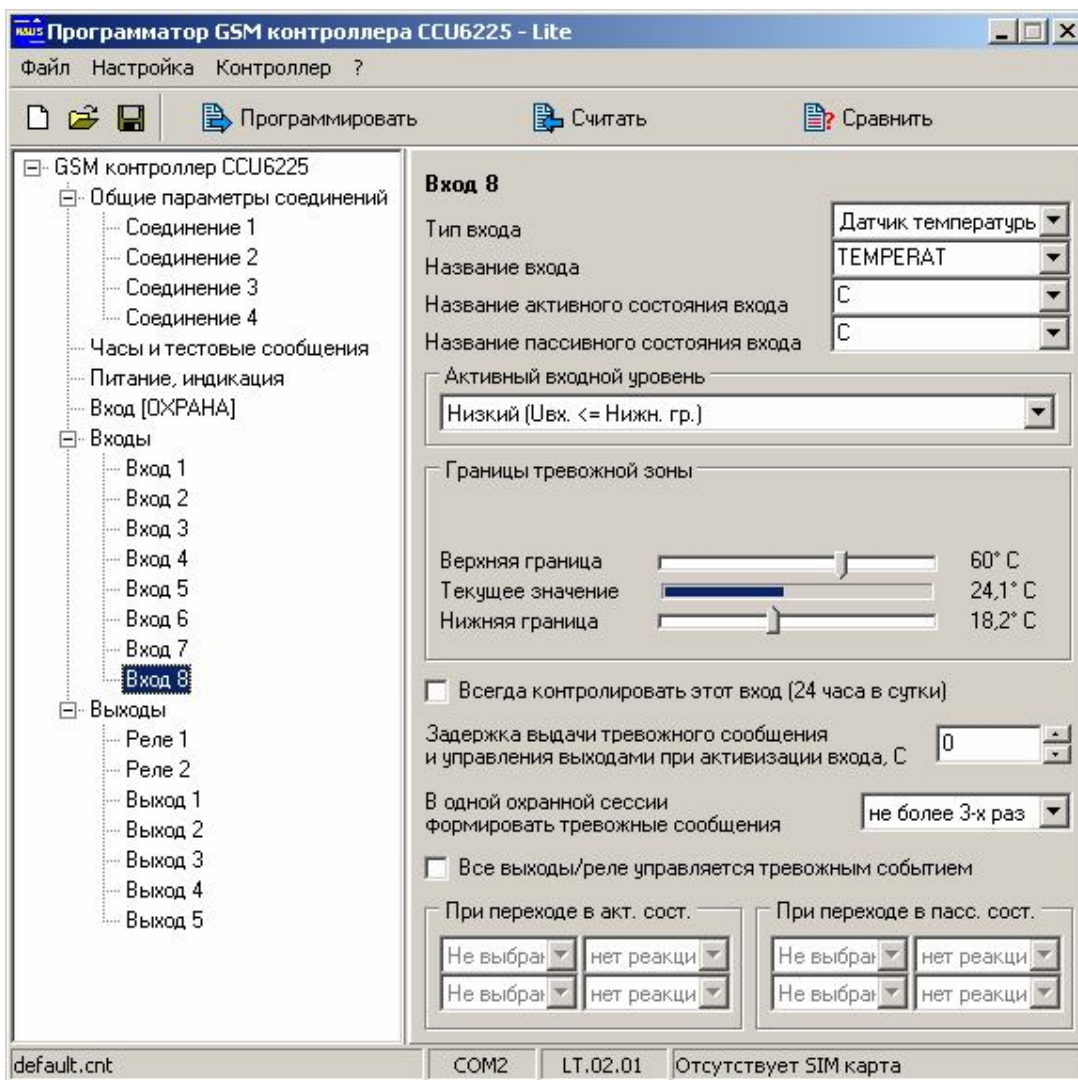 Программатор GSM контроллера CCU6225 - Lite
Файл Настройка Контроллер ?
Программировать Считать Сравнить
GSM контроллер CCU6225
Общие параметры соединений
Соединение 1
Соединение 2
Соединение 3
Соединение 4
Часы и тестовые сообщения
Питание, индикация
Вход [ОХРАНА]
Входы
Вход 1
Вход 2
Вход 3
Вход 4
Вход 5
Вход 6
Вход 7
Вход 8
Выходы
Реле 1
Реле 2
Выход 1
Выход 2
Выход 3
Выход 4
Выход 5
Вход 8
Тип входа Датчик температуры
Название входа TEMPERAT
Название активного состояния входа C
Название пассивного состояния входа C
Активный входной уровень
Низкий (Uвх. <= Нижн. гр.)
Границы тревожной зоны
Верхняя граница 60° C
Текущее значение 24,1° C
Нижняя граница 18,2° C
Всегда контролировать этот вход (24 часа в сутки)
Задержка выдачи тревожного сообщения
и управления выходами при активизации входа, С 0
В одной охранной сессии
формировать тревожные сообщения не более 3-х раз
Все выходы/реле управляется тревожным событием
При переходе в акт. сост. При переходе в пасс. сост.
Не выбран нет реакци Не выбран нет реакци
Не выбран нет реакци Не выбран нет реакци
default.cnt COM2 LT.02.01 Отсутствует SIM карта